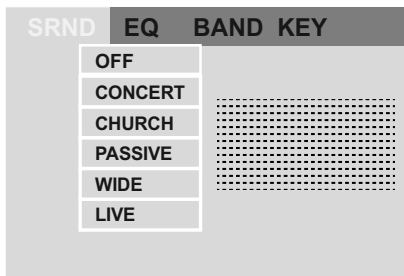 SRND EQ BAND KEY
OFF
CONCERT
CHURCH
PASSIVE
WIDE
LIVE